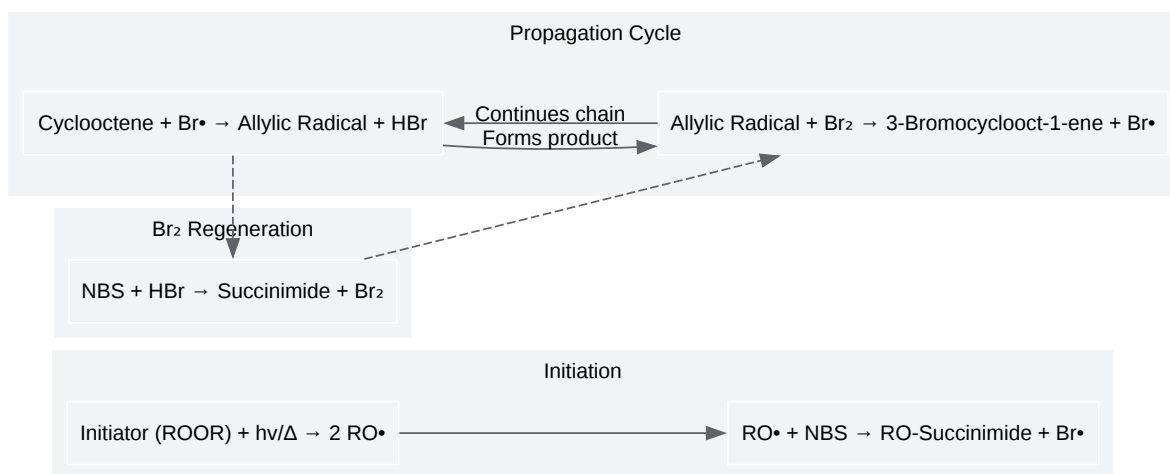 Propagation Cycle
Cyclooctene + Br• → Allylic Radical + HBr
Continues chain
Forms product
Allylic Radical + Br₂ → 3-Bromocyclooct-1-ene + Br•
Br₂ Regeneration
NBS + HBr → Succinimide + Br₂
Initiation
Initiator (ROOR) + hv/Δ → 2 RO•
RO• + NBS → RO-Succinimide + Br•